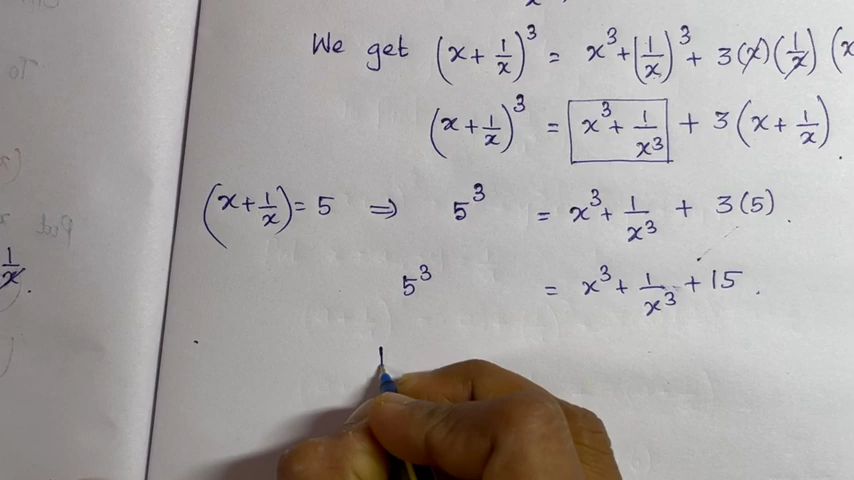 We get (x + 1/x)^3 = x^3 + (1/x)^3 + 3(x)(1/x)(x
(x + 1/x)^3 = x^3 + 1/x^3 + 3(x + 1/x).
(x + 1/x) = 5 ⇒ 5^3 = x^3 + 1/x^3 + 3(5).
1/x.
5^3 = x^3 + 1/x^3 + 15.